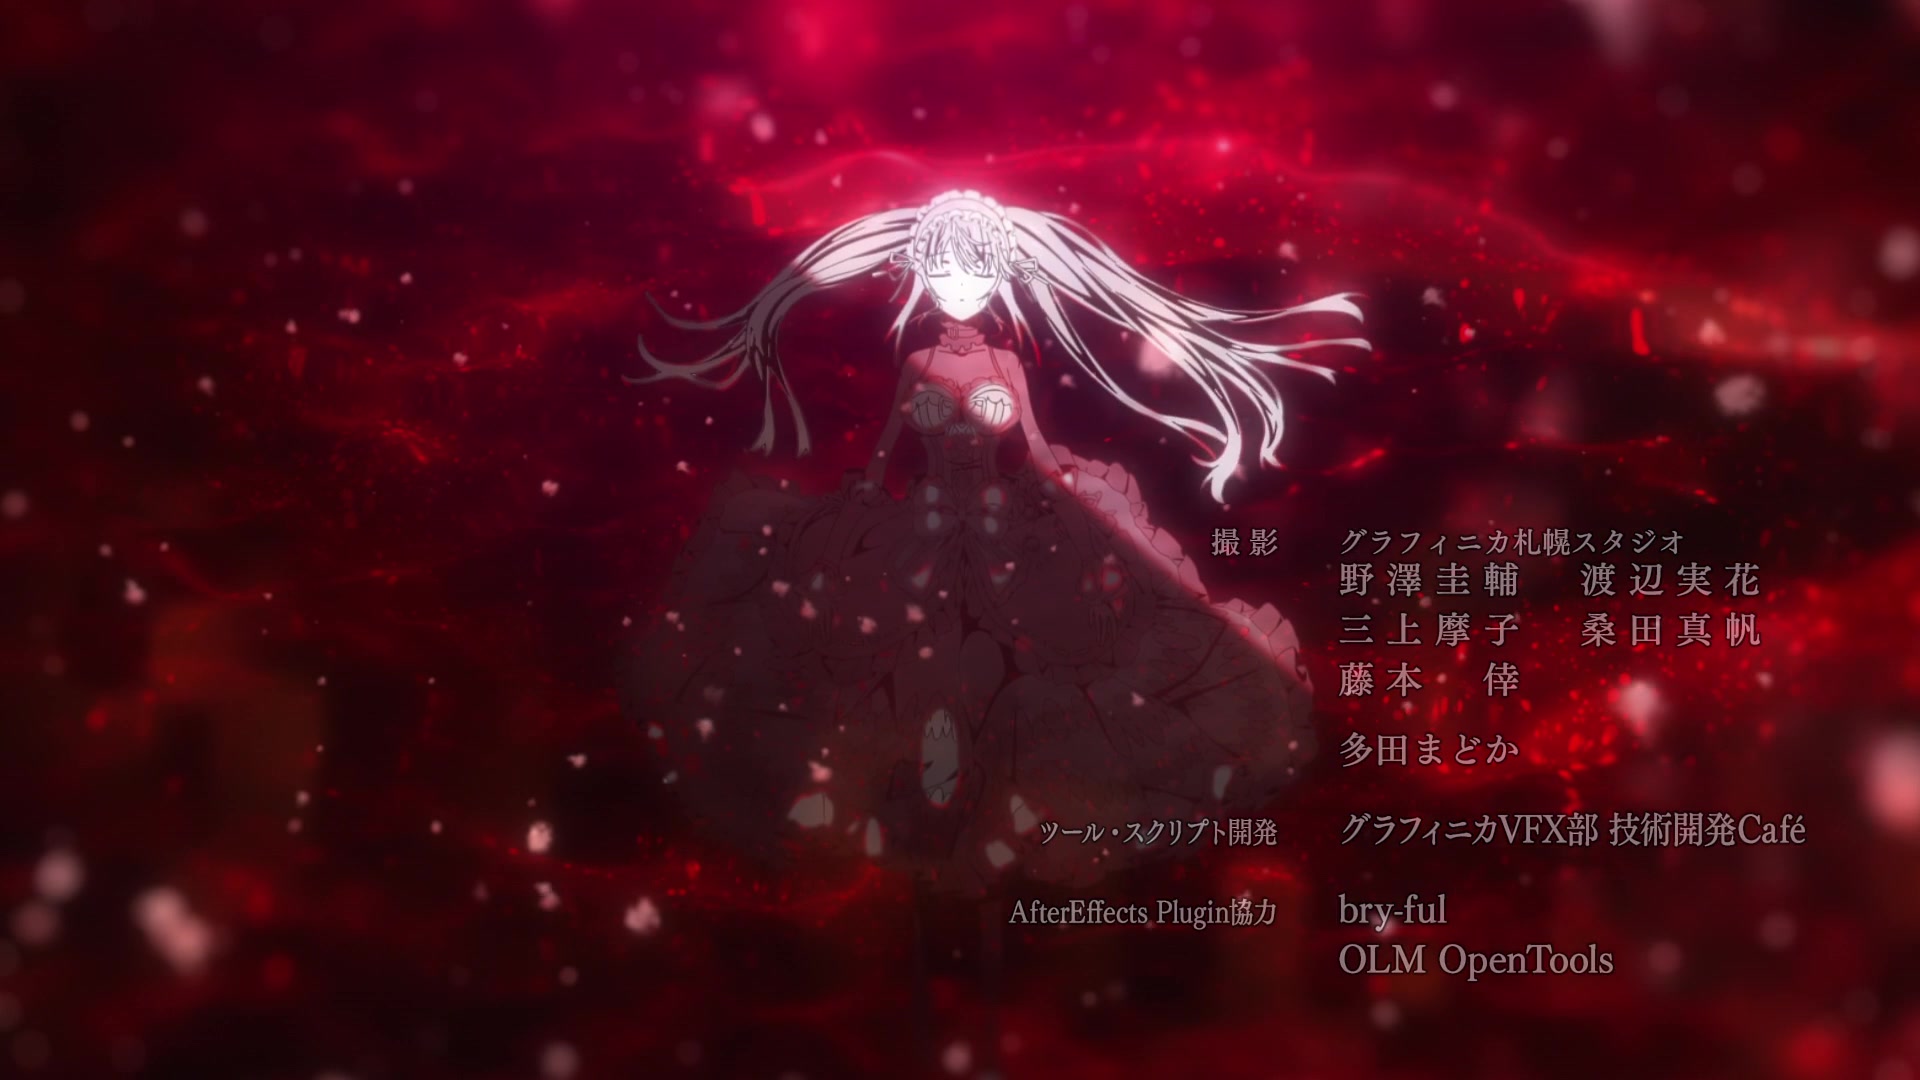 撮影 グラフィニカ札幌スタジオ
野澤圭輔 渡辺実花
三上摩子 桑田真帆
藤本 倖
多田まどか
ツール・スクリプト開発 グラフィニカVFX部 技術開発Café
AfterEffects Plugin協力 bry-ful
OLM OpenTools